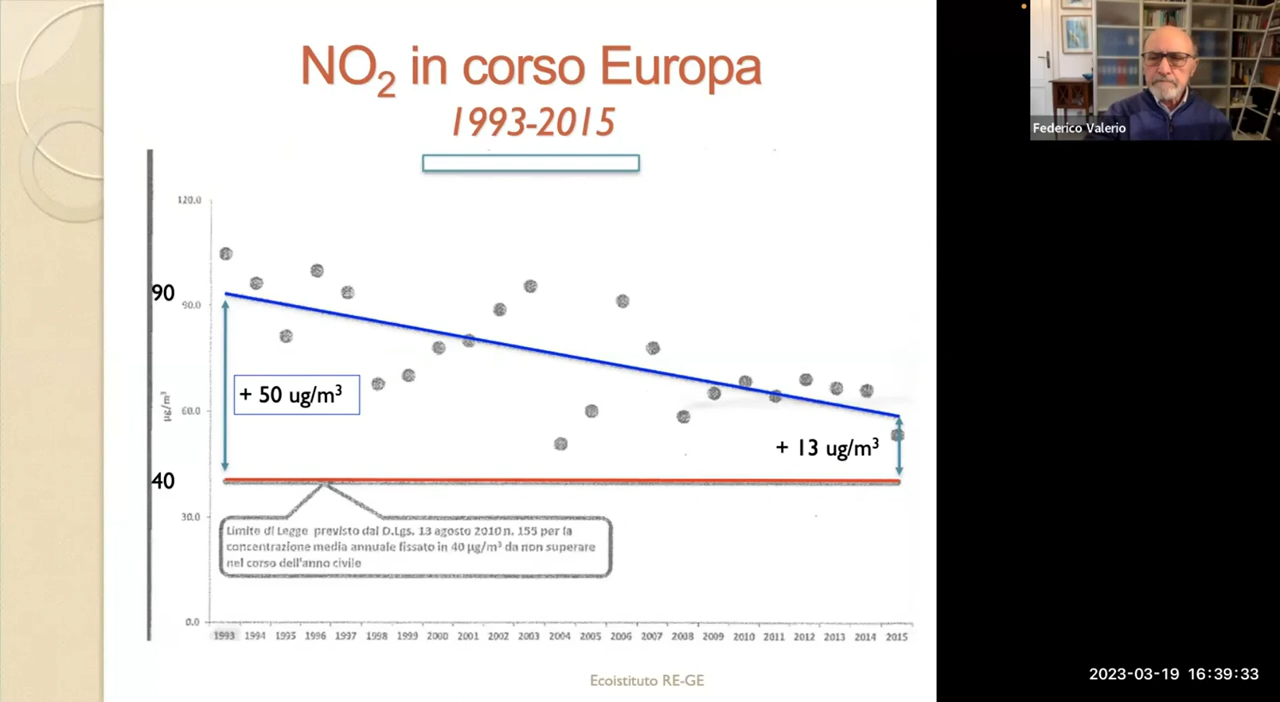 NO₂ in corso Europa
1993-2015
120.0
90
90.0
+ 50 ug/m³
µg/m³
60.0
+ 13 ug/m³
40
30.0
Limite di Legge previsto dal D.Lgs. 13 agosto 2010 n. 155 per la
concentrazione media annuale fissato in 40 µg/m³ da non superare
nel corso dell'anno civile
0.0
1993 1994 1995 1996 1997 1998 1999 2000 2001 2002 2003 2004 2005 2006 2007 2008 2009 2010 2011 2012 2013 2014 2015
Ecoistituto RE-GE
Federico Valerio
2023-03-19 16:39:33